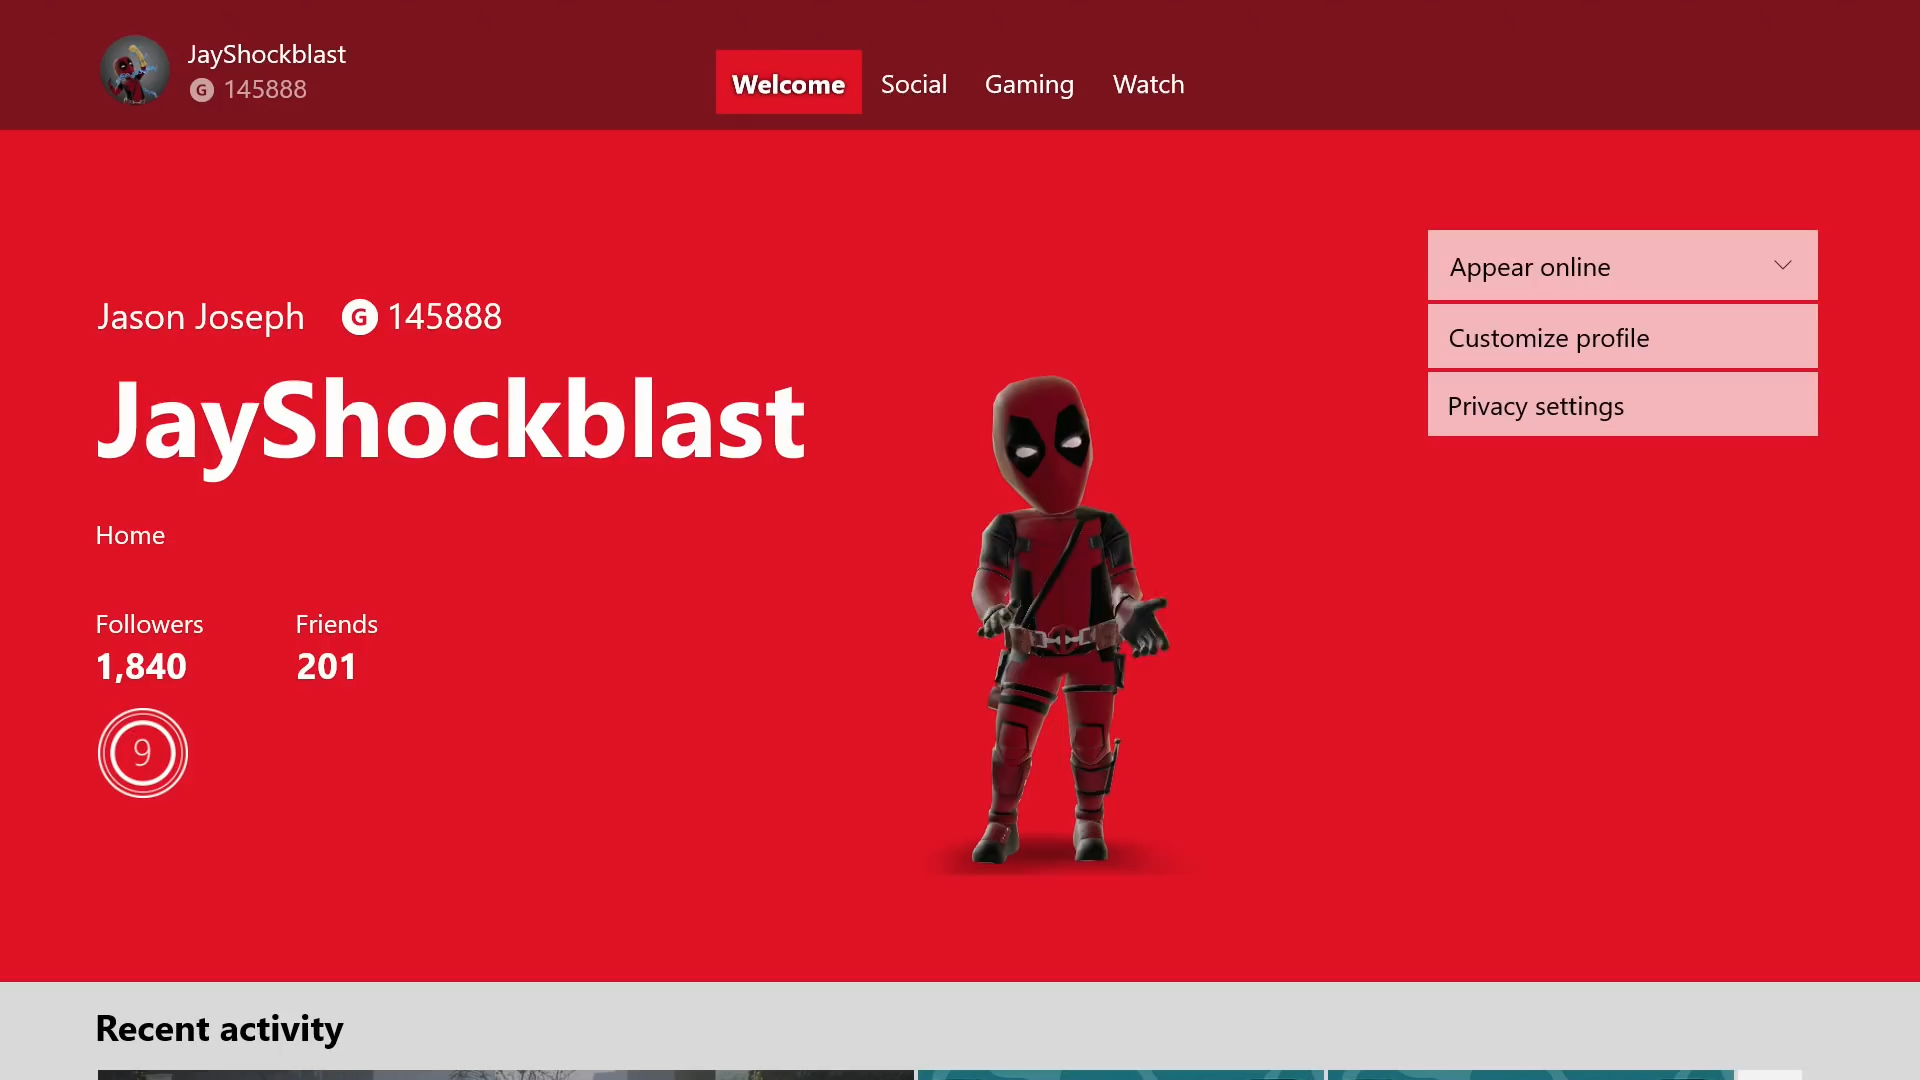 JayShockblast
G 145888
Welcome Social Gaming Watch
Appear online
Customize profile
Privacy settings
Jason Joseph G 145888
JayShockblast
Home
Followers Friends
1,840 201
9
Recent activity